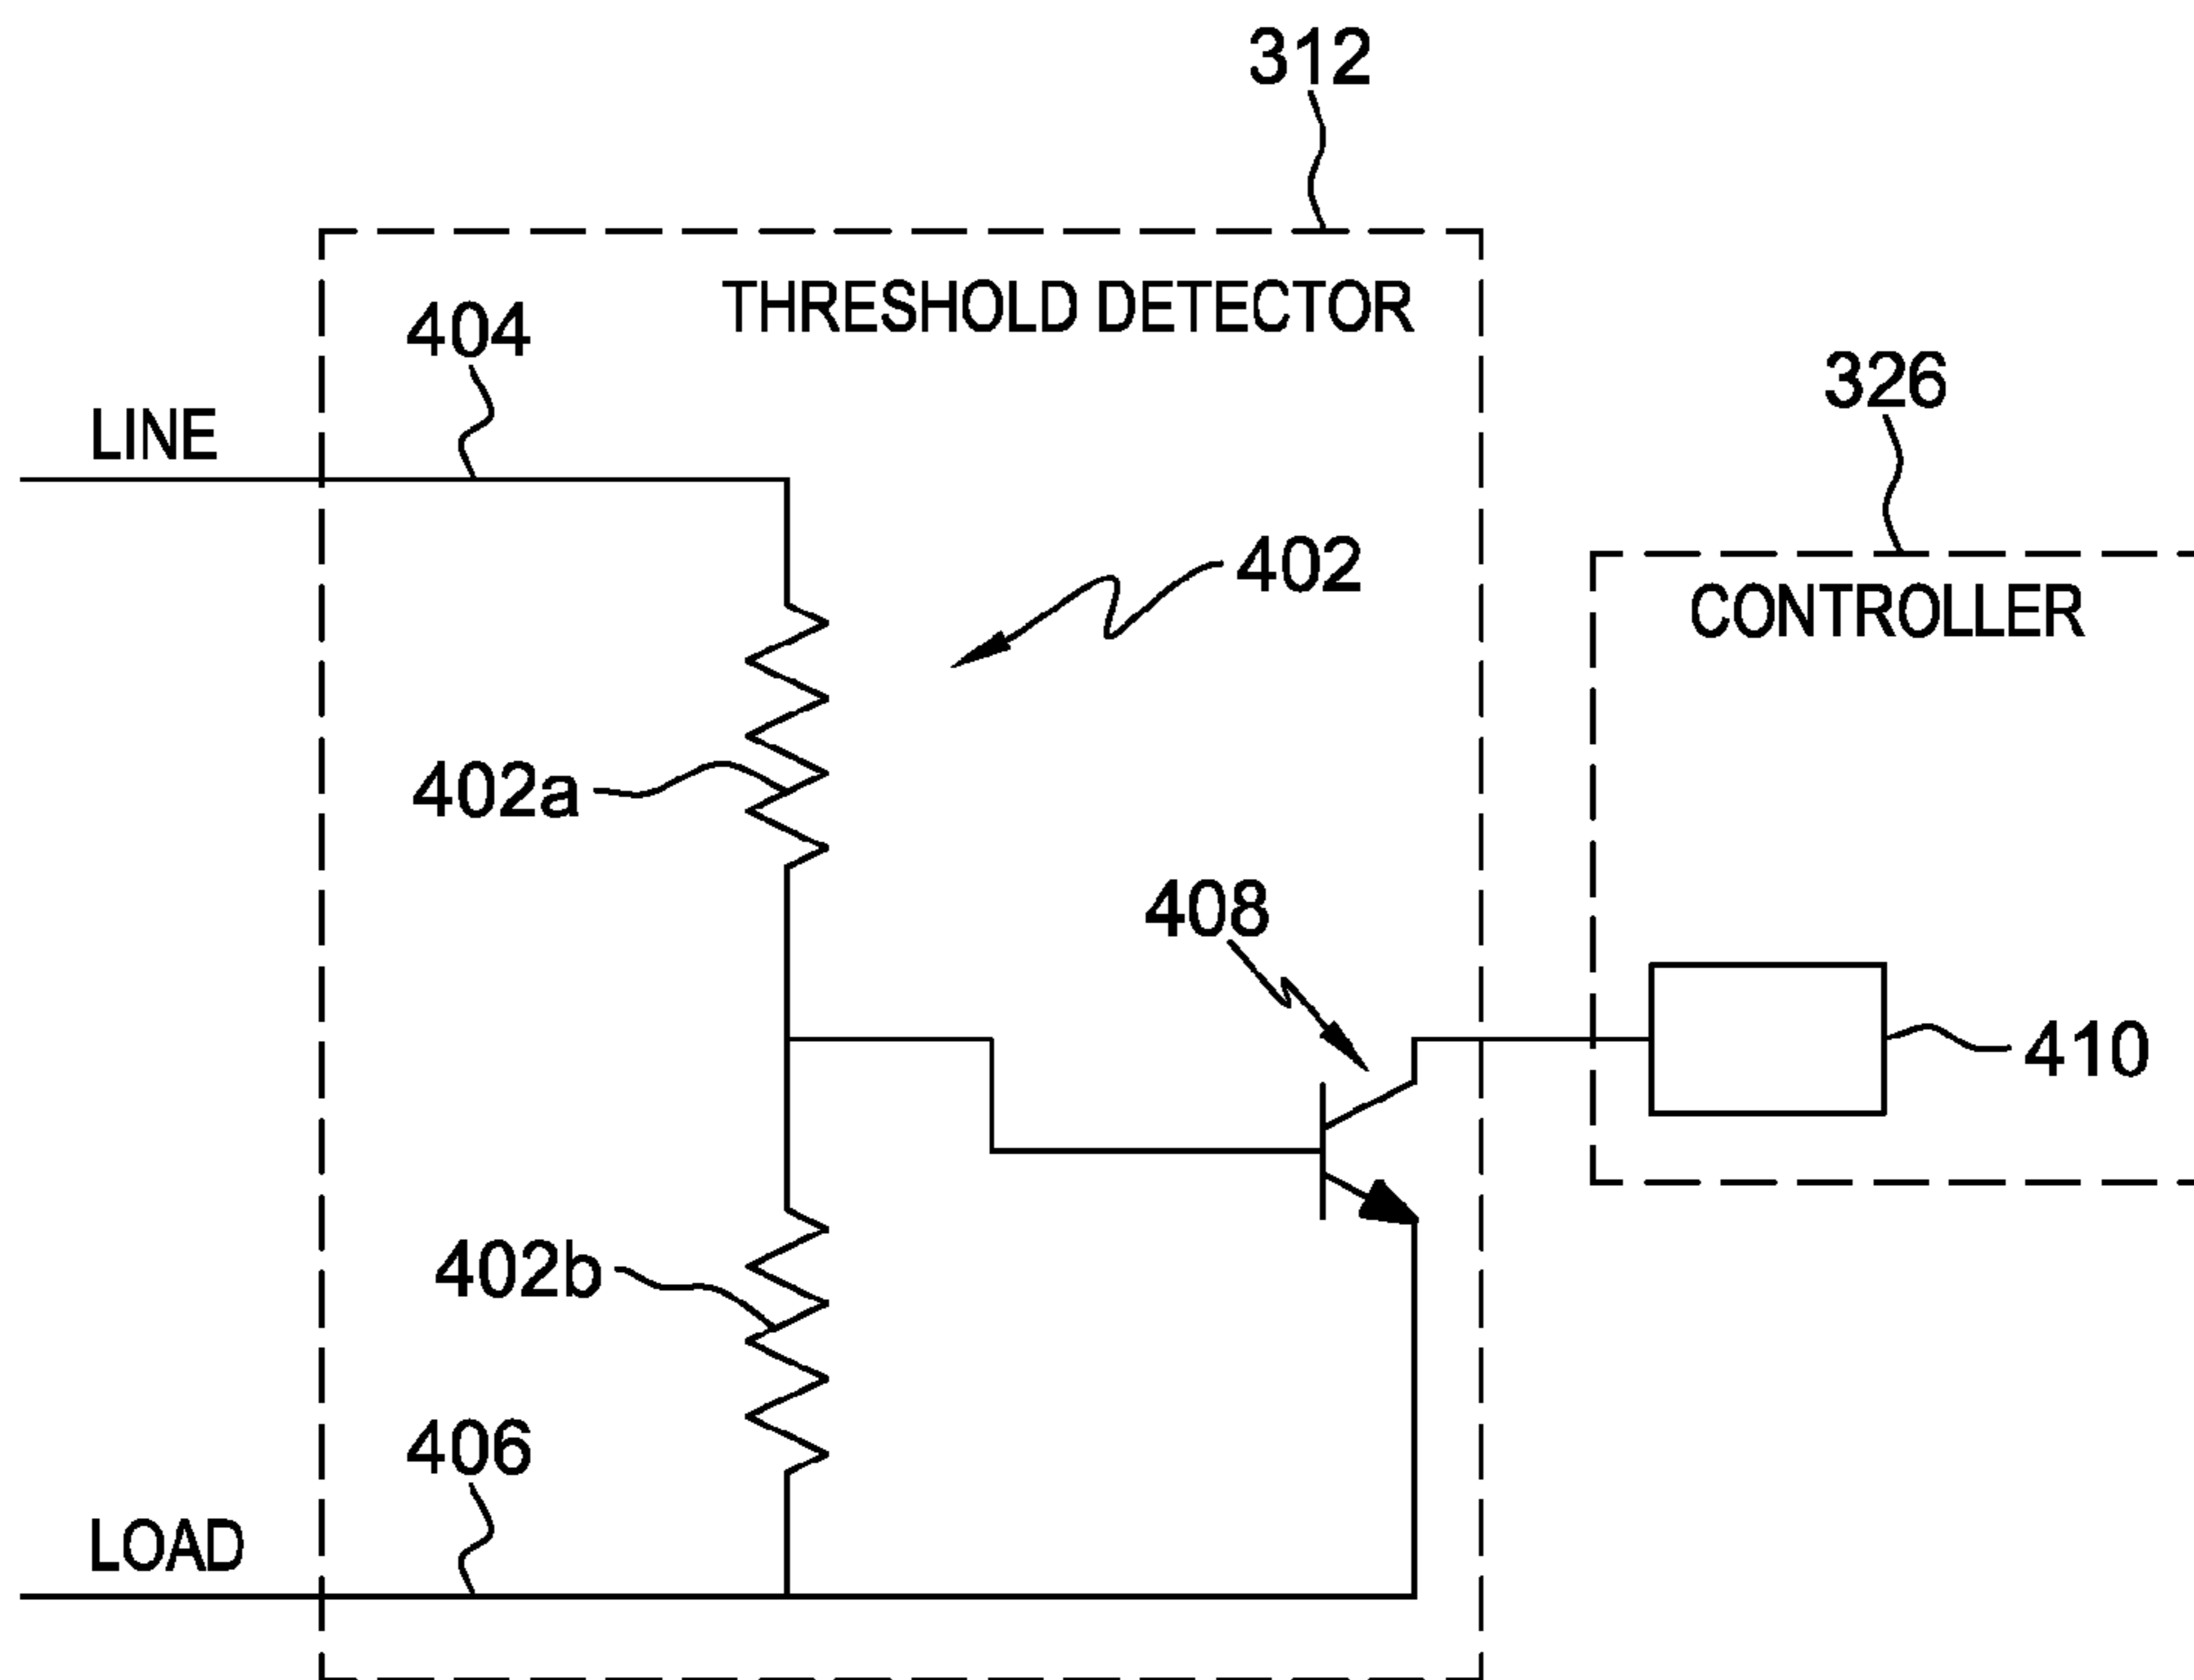 312
THRESHOLD DETECTOR
404
326
LINE
402
CONTROLLER
402a
408
410
402b
406
LOAD